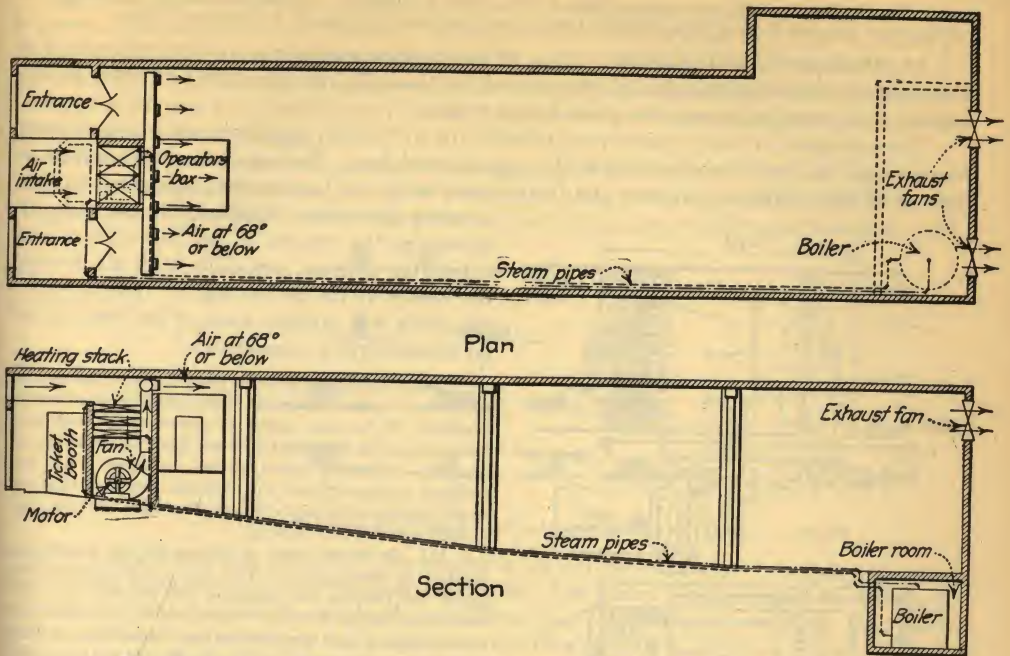 Entrance
Air
intake
Operators
box
Entrance
Air at 68°
or below
Steam pipes
Boiler
Exhaust
fans
Plan
Heating stack
Air at 68°
or below
Ticket
booth
Fan
Motor
Exhaust fan
Steam pipes
Boiler room
Boiler
Section